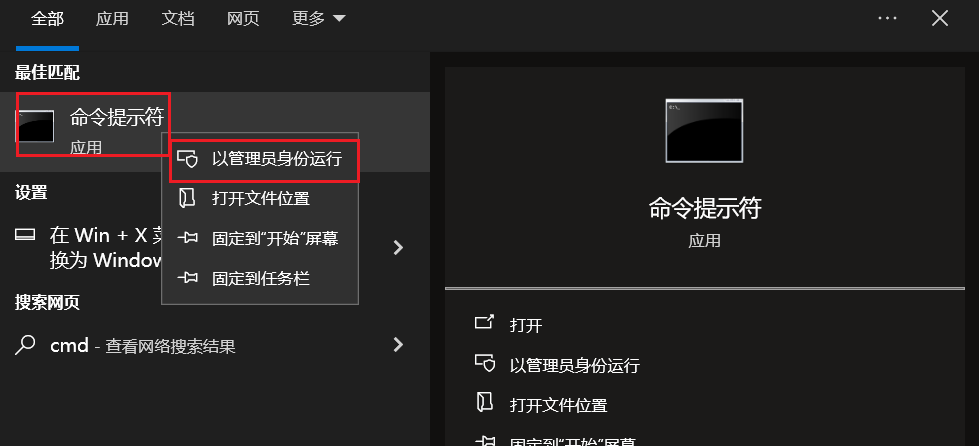 全部 应用 文档 网页 更多
最佳匹配
命令提示符
应用
以管理员身份运行
打开文件位置
固定到“开始”屏幕
固定到任务栏
设置
在 Win + X
换为 Window
搜索网页
cmd - 查看网络搜索结果
命令提示符
应用
打开
以管理员身份运行
打开文件位置
固定到“开始”屏幕